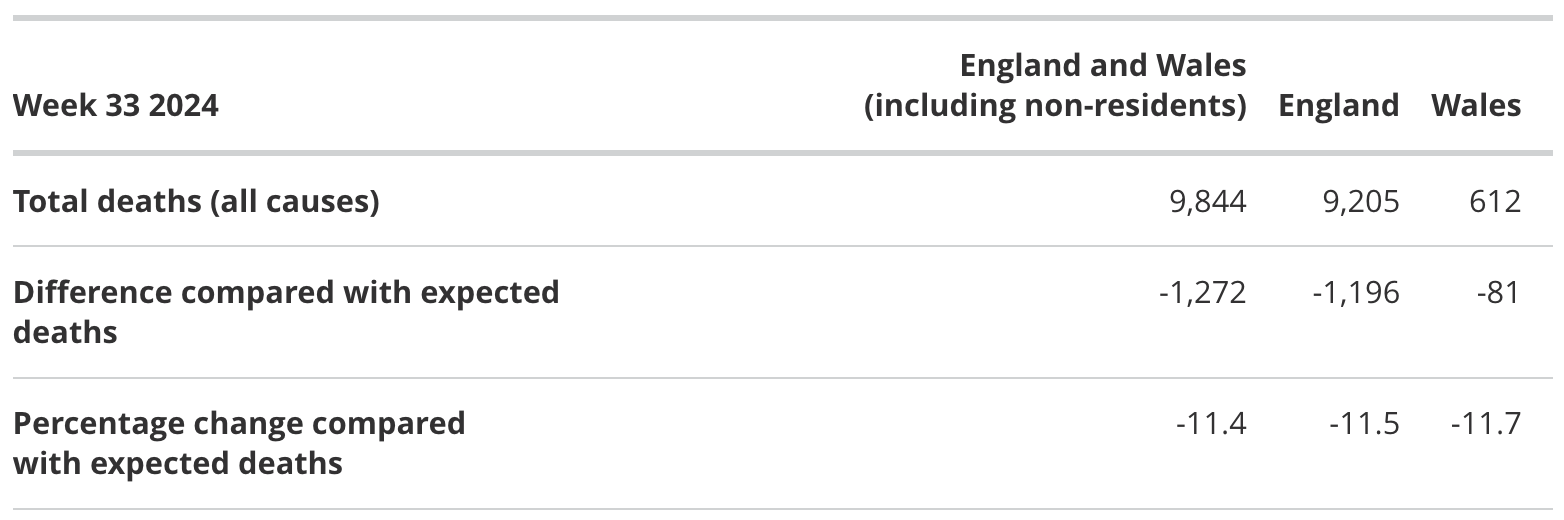 Week 33 2024
England and Wales
(including non-residents)
England
Wales
Total deaths (all causes)
9,844
9,205
612
Difference compared with expected
deaths
-1,272
-1,196
-81
Percentage change compared
with expected deaths
-11.4
-11.5
-11.7